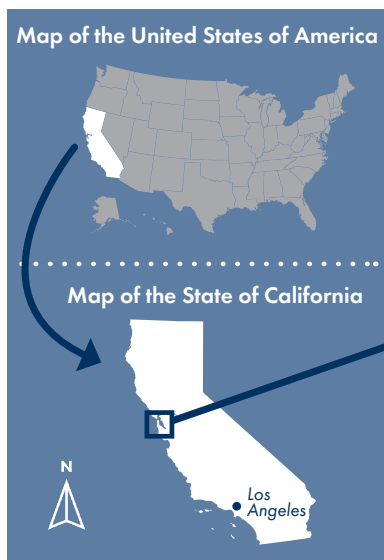 Map of the United States of America
Map of the State of California
N
Los
Angeles